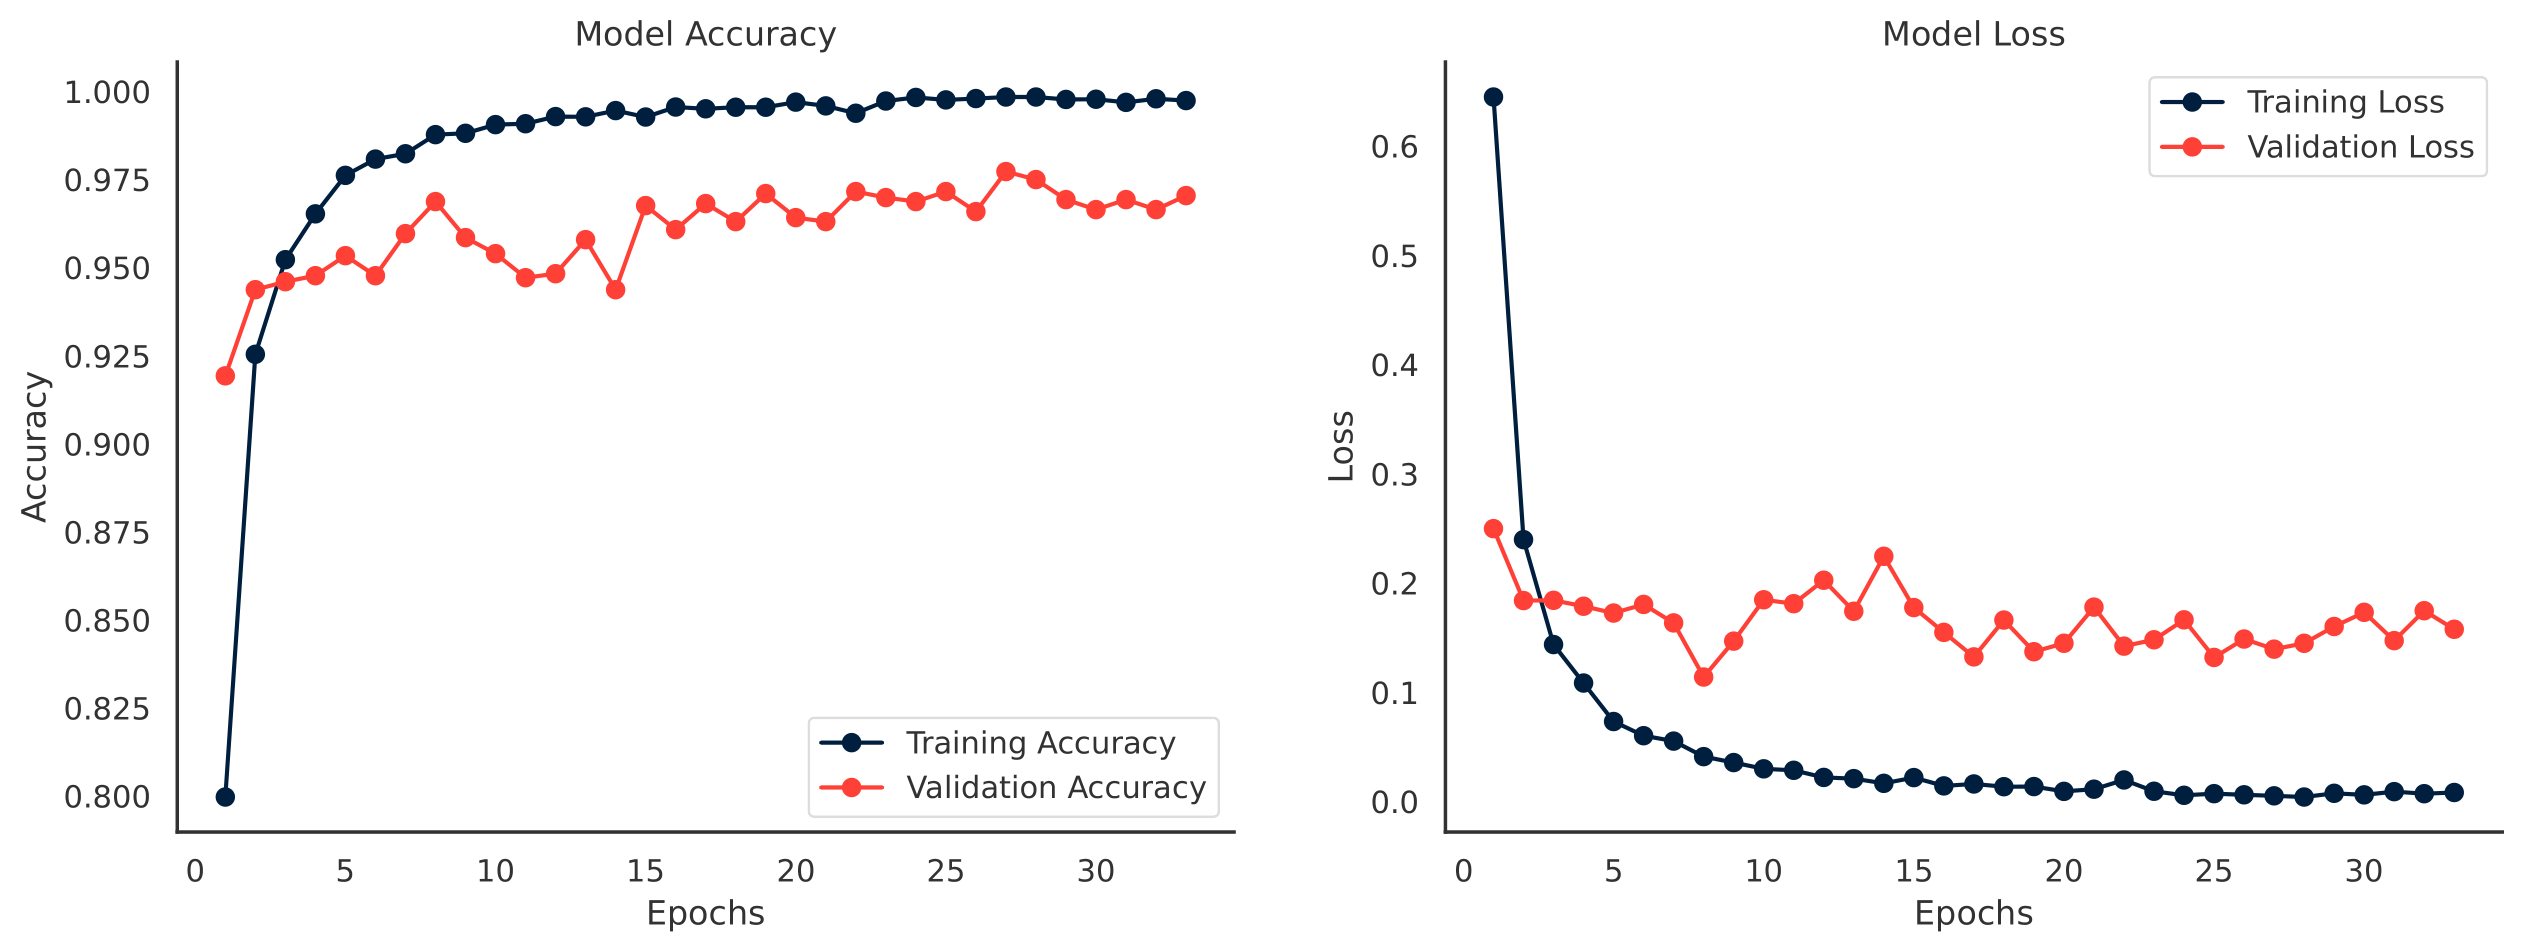 Model Accuracy
Accuracy
1.000
0.975
0.950
0.925
0.900
0.875
0.850
0.825
0.800
Training Accuracy
Validation Accuracy
0 5 10 15 20 25 30
Epochs
Model Loss
Loss
0.6
0.5
0.4
0.3
0.2
0.1
0.0
Training Loss
Validation Loss
0 5 10 15 20 25 30
Epochs